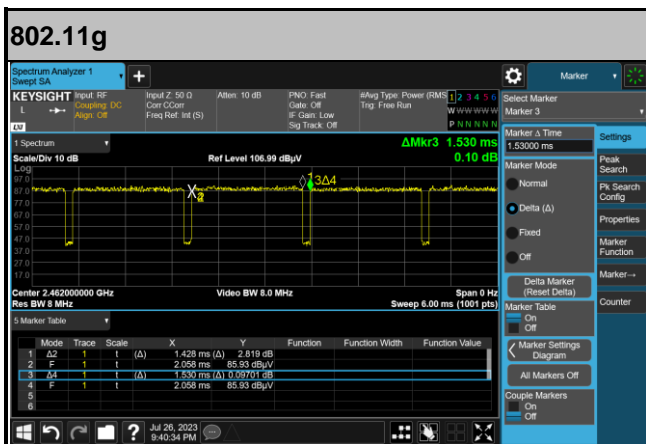 802.11g
Spectrum Analyzer 1
Swept SA
KEYSIGHT
L
LXI
Input: RF
Coupling: DC
Align: Off
Input Z: 50 Ω
Corr CCorr
Freq Ref: Int (S)
Atten: 10 dB
PNO: Fast
Gate: Off
IF Gain: Low
Sig Track: Off
#Avg Type: Power (RMS
Trig: Free Run
1 2 3 4 5 6
W W W W W W
P N N N N N
1 Spectrum
Scale/Div 10 dB
Log
Ref Level 106.99 dBµV
ΔMkr3 1.530 ms
0.10 dB
97.0
87.0
77.0
67.0
57.0
47.0
37.0
27.0
17.0
3Δ4
Center 2.462000000 GHz
Res BW 8 MHz
Video BW 8.0 MHz
Span 0 Hz
Sweep 6.00 ms (1001 pts)
5 Marker Table
Mode Trace Scale X Y Function Function Width Function Value
1 Δ2 1 t (Δ) 1.428 ms (Δ) 2.819 dB
2 F 1 t 2.058 ms 85.93 dBµV
3 Δ4 1 t (Δ) 1.530 ms (Δ) 0.09701 dB
4 F 1 t 2.058 ms 85.93 dBµV
5
6
?
Jul 26, 2023
9:40:34 PM
Marker
Select Marker
Marker 3
Marker Δ Time
1.53000 ms
Marker Mode
Normal
Delta (Δ)
Fixed
Off
Delta Marker
(Reset Delta)
Marker Table
On
Off
Marker Settings
Diagram
All Markers Off
Couple Markers
On
Off
Settings
Peak
Search
Pk Search
Config
Properties
Marker
Function
Marker→
Counter